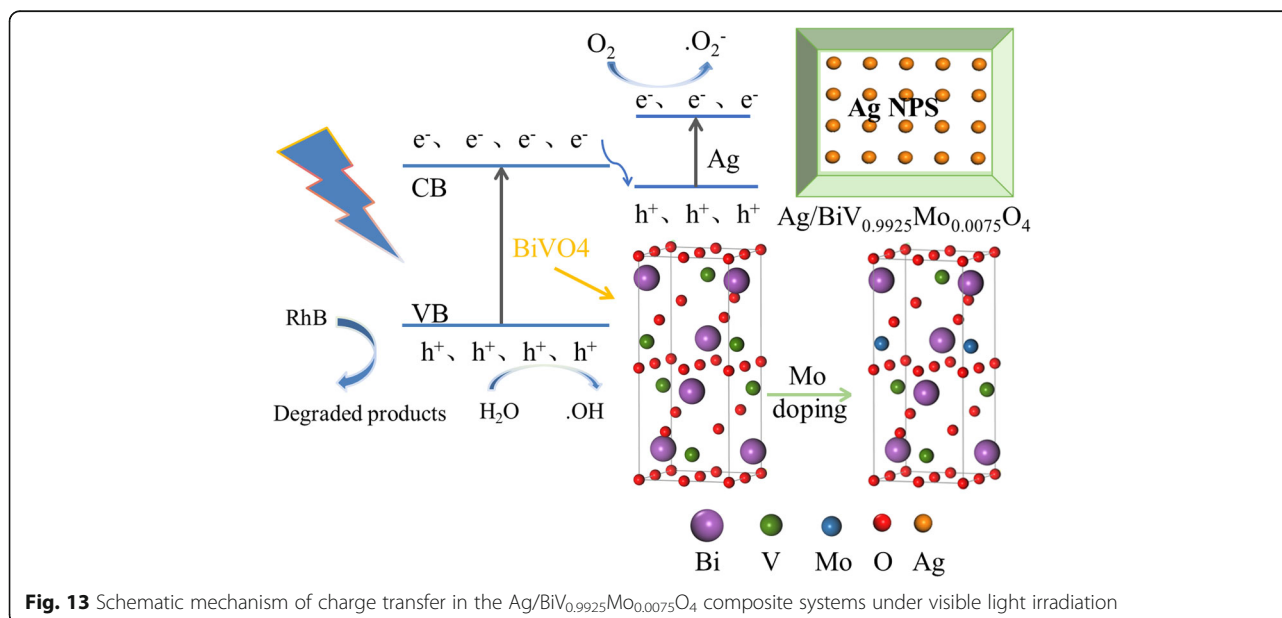 O₂ .O₂⁻
e⁻、 e⁻、 e⁻
Ag NPS
e⁻、 e⁻、 e⁻、 e⁻
Ag
CB
h⁺、 h⁺、 h⁺
Ag/BiV₀.₉₉₂₅Mo₀.₀₀₇₅O₄
BiVO4
RhB
VB
h⁺、 h⁺、 h⁺、 h⁺
Mo
doping
Degraded products
H₂O .OH
Bi V Mo O Ag
Fig. 13 Schematic mechanism of charge transfer in the Ag/BiV₀.₉₉₂₅Mo₀.₀₀₇₅O₄ composite systems under visible light irradiation